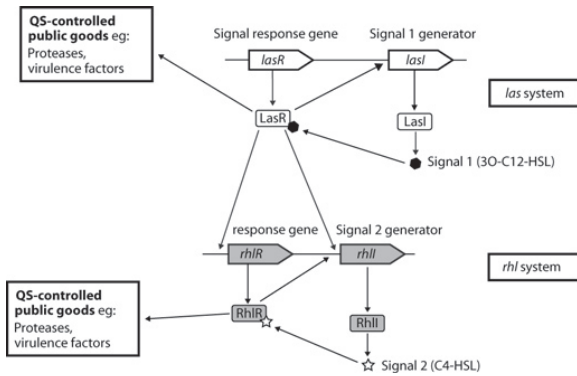 QS-controlled
public goods eg:
Proteases,
virulence factors
Signal response gene
Signal 1 generator
lasR
lasI
las system
LasR
LasI
Signal 1 (3O-C12-HSL)
response gene
Signal 2 generator
rhlR
rhlI
rhl system
QS-controlled
public goods eg:
Proteases,
virulence factors
RhlR
RhlI
Signal 2 (C4-HSL)